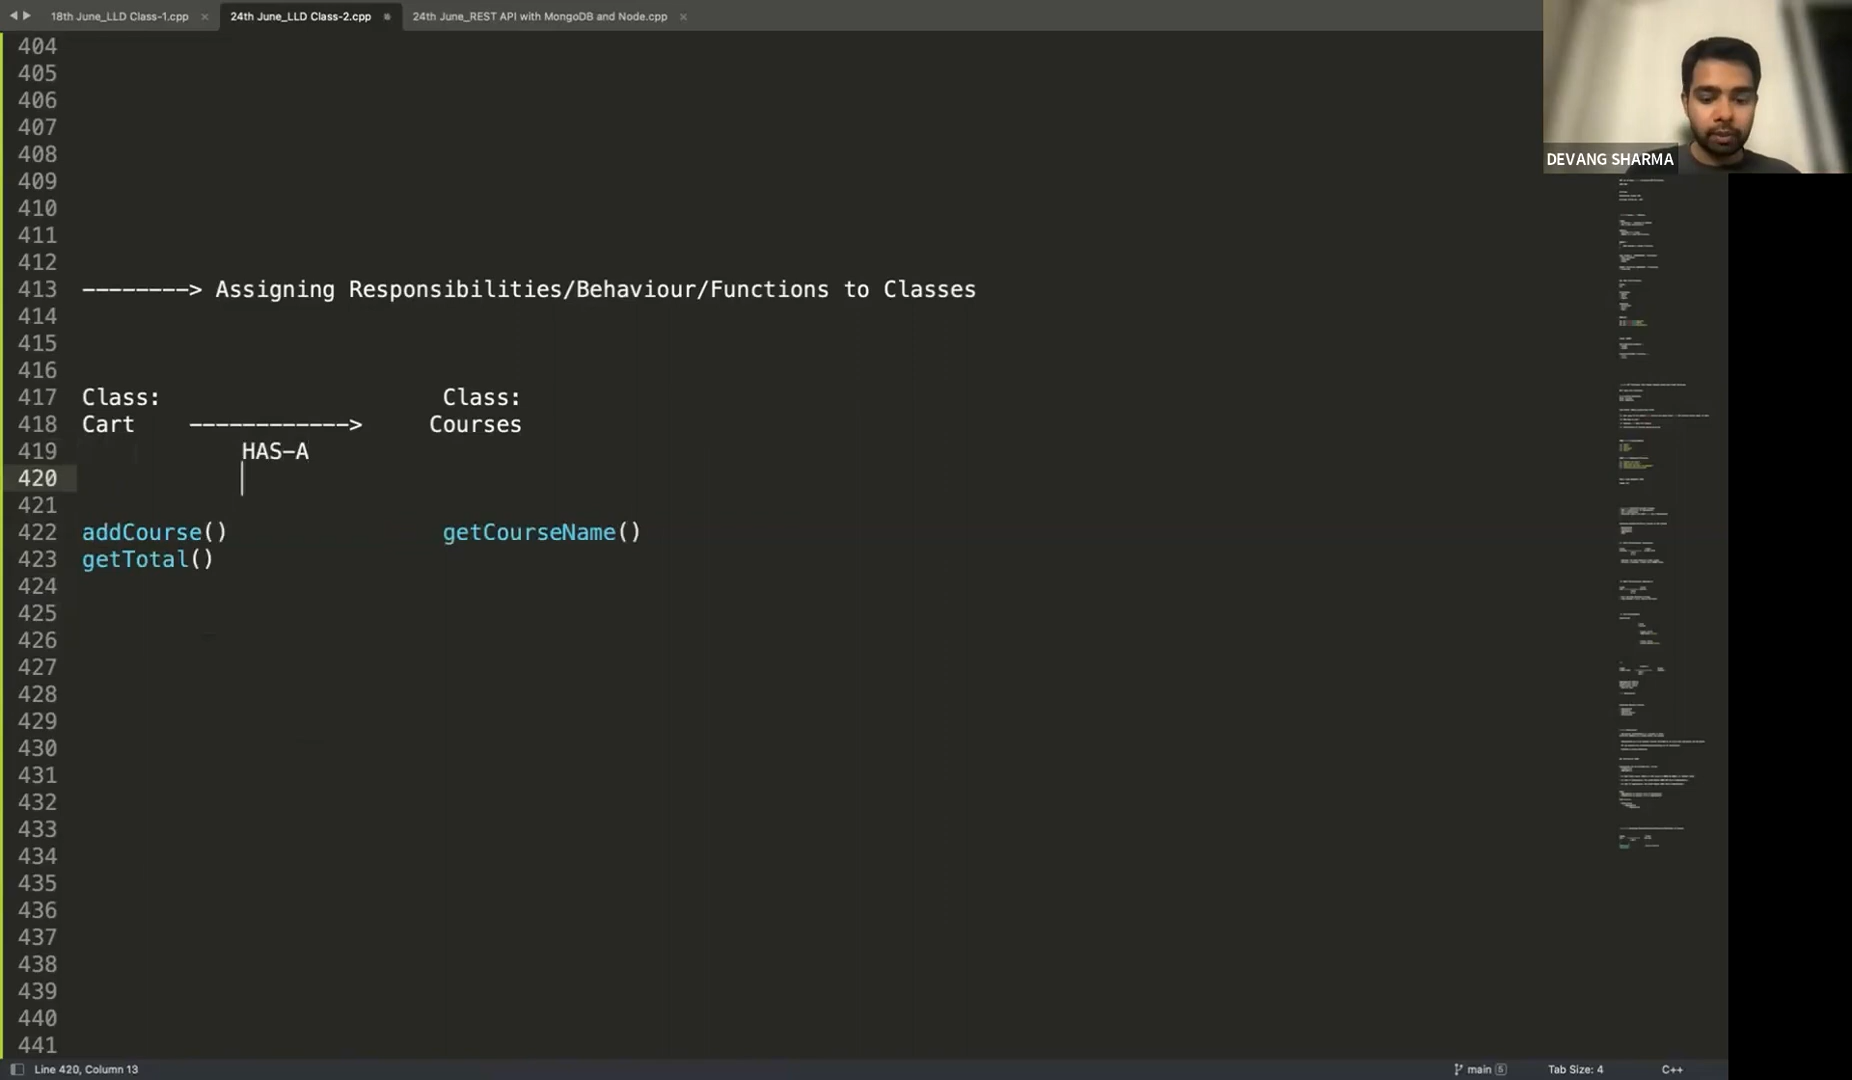 18th June_LLD Class-1.cpp
24th June_LLD Class-2.cpp
24th June_REST API with MongoDB and Node.cpp
DEVANG SHARMA
404
405
406
407
408
409
410
411
412
413 --------> Assigning Responsibilities/Behaviour/Functions to Classes
414
415
416
417 Class: Class:
418 Cart ------------> Courses
419 HAS-A
420
421
422 addCourse() getCourseName()
423 getTotal()
424
425
426
427
428
429
430
431
432
433
434
435
436
437
438
439
440
441
Line 420, Column 13 main 5 Tab Size: 4 C++